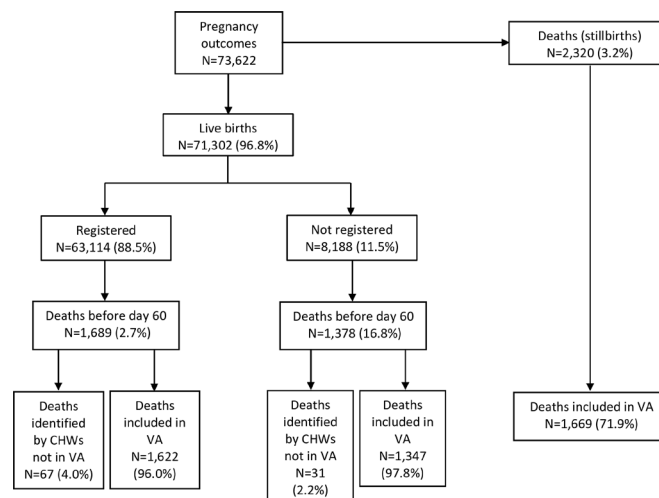 Pregnancy
outcomes
N=73,622
Deaths (stillbirths)
N=2,320 (3.2%)
Live births
N=71,302 (96.8%)
Registered
N=63,114 (88.5%)
Not registered
N=8,188 (11.5%)
Deaths before day 60
N=1,689 (2.7%)
Deaths before day 60
N=1,378 (16.8%)
Deaths
identified
by CHWs
not in VA
N=67 (4.0%)
Deaths
included in
VA
N=1,622
(96.0%)
Deaths
identified by
CHWs
not in VA
N=31
(2.2%)
Deaths
included in
VA
N=1,347
(97.8%)
Deaths included in VA
N=1,669 (71.9%)